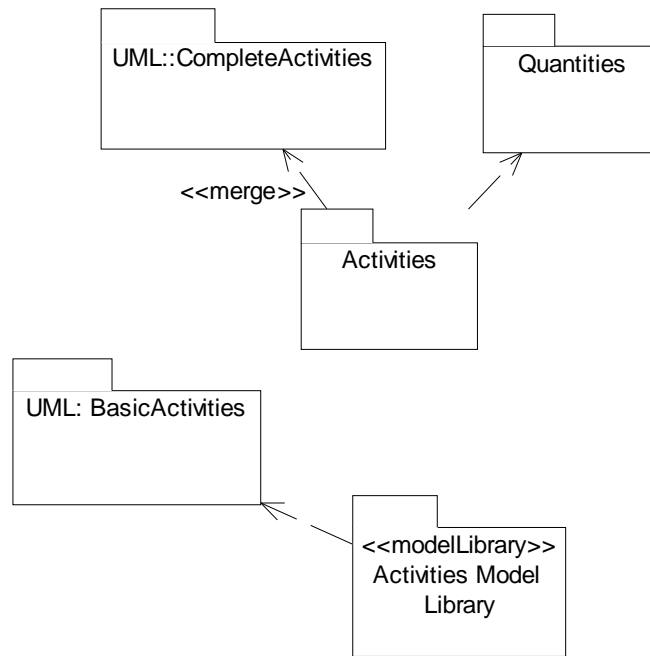 UML::CompleteActivities
Quantities
<<merge>>
Activities
UML: BasicActivities
<<modelLibrary>>
Activities Model
Library